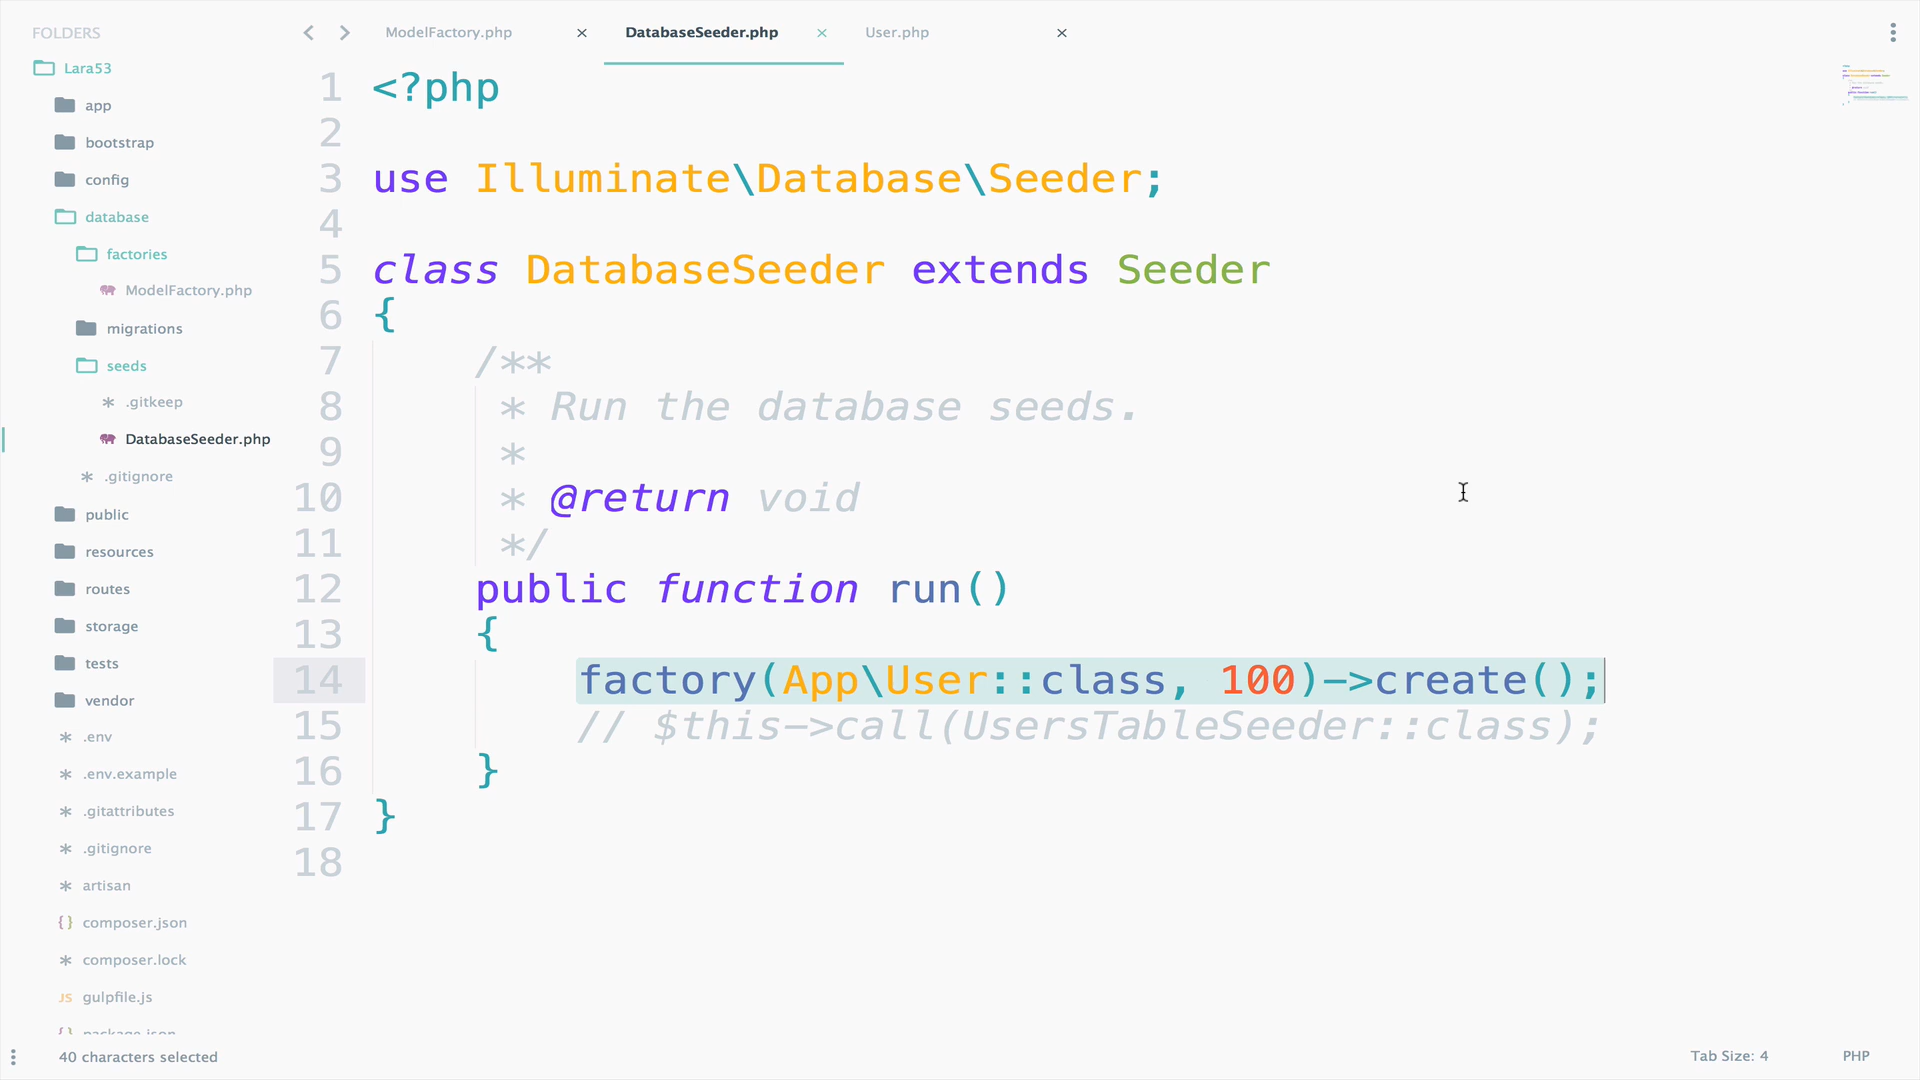 FOLDERS
Lara53
app
bootstrap
config
database
factories
ModelFactory.php
migrations
seeds
.gitkeep
DatabaseSeeder.php
.gitignore
public
resources
routes
storage
tests
vendor
.env
.env.example
.gitattributes
.gitignore
artisan
{} composer.json
composer.lock
JS gulpfile.js
{} package.json
40 characters selected
ModelFactory.php × DatabaseSeeder.php × User.php ×
1 <?php
2
3 use Illuminate\Database\Seeder;
4
5 class DatabaseSeeder extends Seeder
6 {
7 /**
8 * Run the database seeds.
9 *
10 * @return void
11 */
12 public function run()
13 {
14 factory(App\User::class, 100)->create();
15 // $this->call(UsersTableSeeder::class);
16 }
17 }
18
Tab Size: 4 PHP